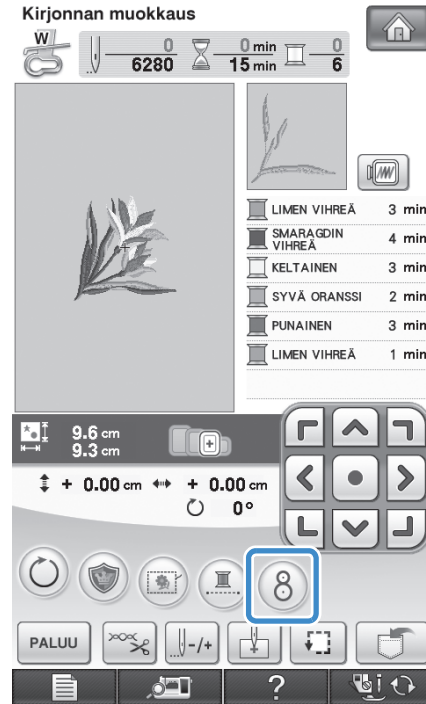 Kirjonnan muokkaus
W
0
6280
0 min
15 min
0
6
LIMEN VIHREÄ 3 min
SMARAGDIN
VIHREÄ 4 min
KELTAINEN 3 min
SYVÄ ORANSSI 2 min
PUNAINEN 3 min
LIMEN VIHREÄ 1 min
9.6 cm
9.3 cm
+ 0.00 cm + 0.00 cm
0°
8
PALUU
-/+
?